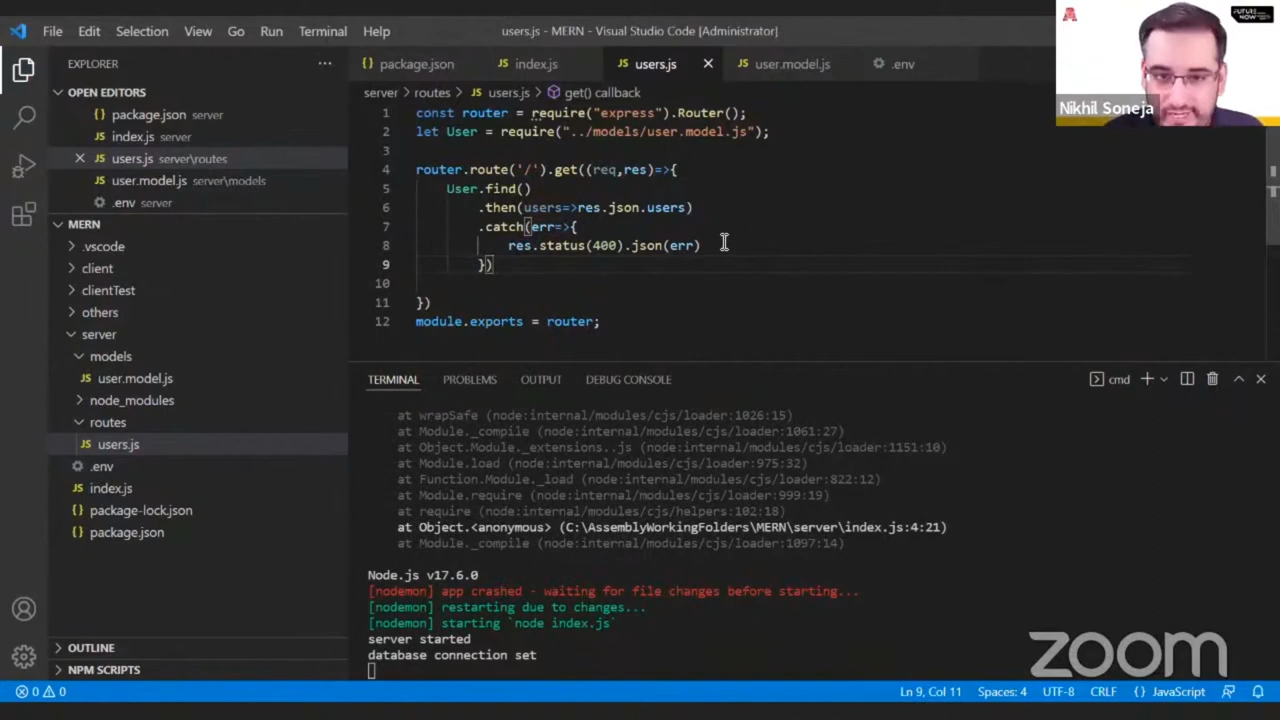 File Edit Selection View Go Run Terminal Help
users.js - MERN - Visual Studio Code [Administrator]
FUTURE
NOW
Nikhil Soneja
EXPLORER ...
OPEN EDITORS
package.json server
index.js server
users.js server\routes
user.model.js server\models
.env server
MERN
.vscode
client
clientTest
others
server
models
user.model.js
node_modules
routes
users.js
.env
index.js
package-lock.json
package.json
OUTLINE
NPM SCRIPTS
package.json index.js users.js user.model.js .env
server > routes > users.js > get() callback
1 const router = require("express").Router();
2 let User = require("../models/user.model.js");
3
4 router.route('/').get((req,res)=>{
5 User.find()
6 .then(users=>res.json.users)
7 .catch(err=>{
8 res.status(400).json(err)
9 })
10
11 })
12 module.exports = router;
TERMINAL PROBLEMS OUTPUT DEBUG CONSOLE cmd
at wrapSafe (node:internal/modules/cjs/loader:1026:15)
at Module._compile (node:internal/modules/cjs/loader:1061:27)
at Object.Module._extensions..js (node:internal/modules/cjs/loader:1151:10)
at Module.load (node:internal/modules/cjs/loader:975:32)
at Function.Module._load (node:internal/modules/cjs/loader:822:12)
at Module.require (node:internal/modules/cjs/loader:999:19)
at require (node:internal/modules/cjs/helpers:102:18)
at Object.<anonymous> (C:\AssemblyWorkingFolders\MERN\server\index.js:4:21)
at Module._compile (node:internal/modules/cjs/loader:1097:14)
Node.js v17.6.0
[nodemon] app crashed - waiting for file changes before starting...
[nodemon] restarting due to changes...
[nodemon] starting `node index.js`
server started
database connection set
zoom
0 0 Ln 9, Col 11 Spaces: 4 UTF-8 CRLF {} JavaScript